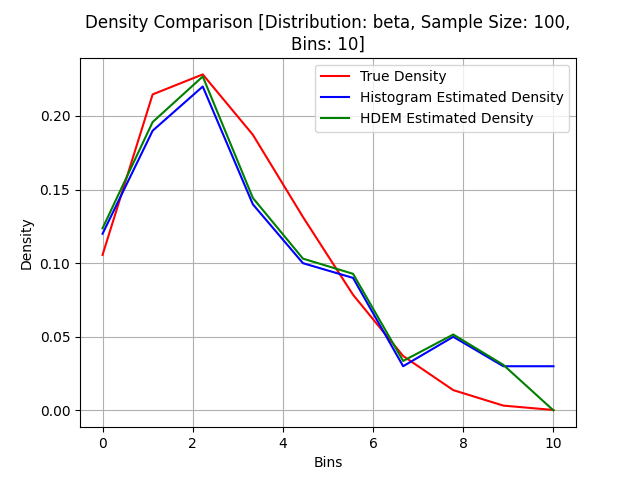 Density Comparison [Distribution: beta, Sample Size: 100,
Bins: 10]
True Density
Histogram Estimated Density
HDEM Estimated Density
Density
0.20
0.15
0.10
0.05
0.00
0
2
4
6
8
10
Bins